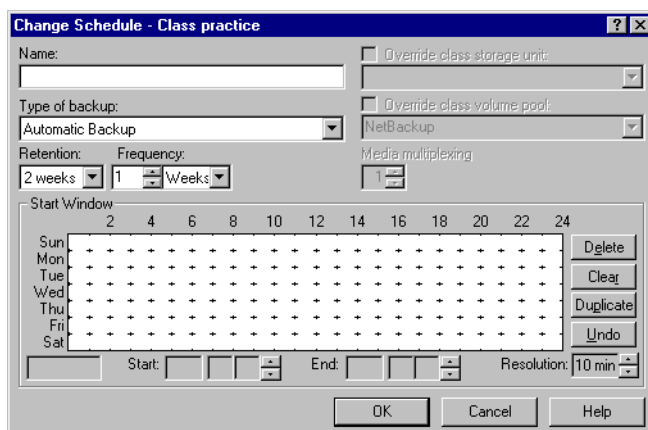 Change Schedule - Class practice
Name:
Override class storage unit:
Type of backup:
Override class volume pool:
Automatic Backup
NetBackup
Retention: Frequency:
Media multiplexing
2 weeks 1 Weeks
1
Start Window
2 4 6 8 10 12 14 16 18 20 22 24
Sun
Mon
Tue
Wed
Thu
Fri
Sat
Delete
Clear
Duplicate
Undo
Start: End: Resolution: 10 min
OK Cancel Help